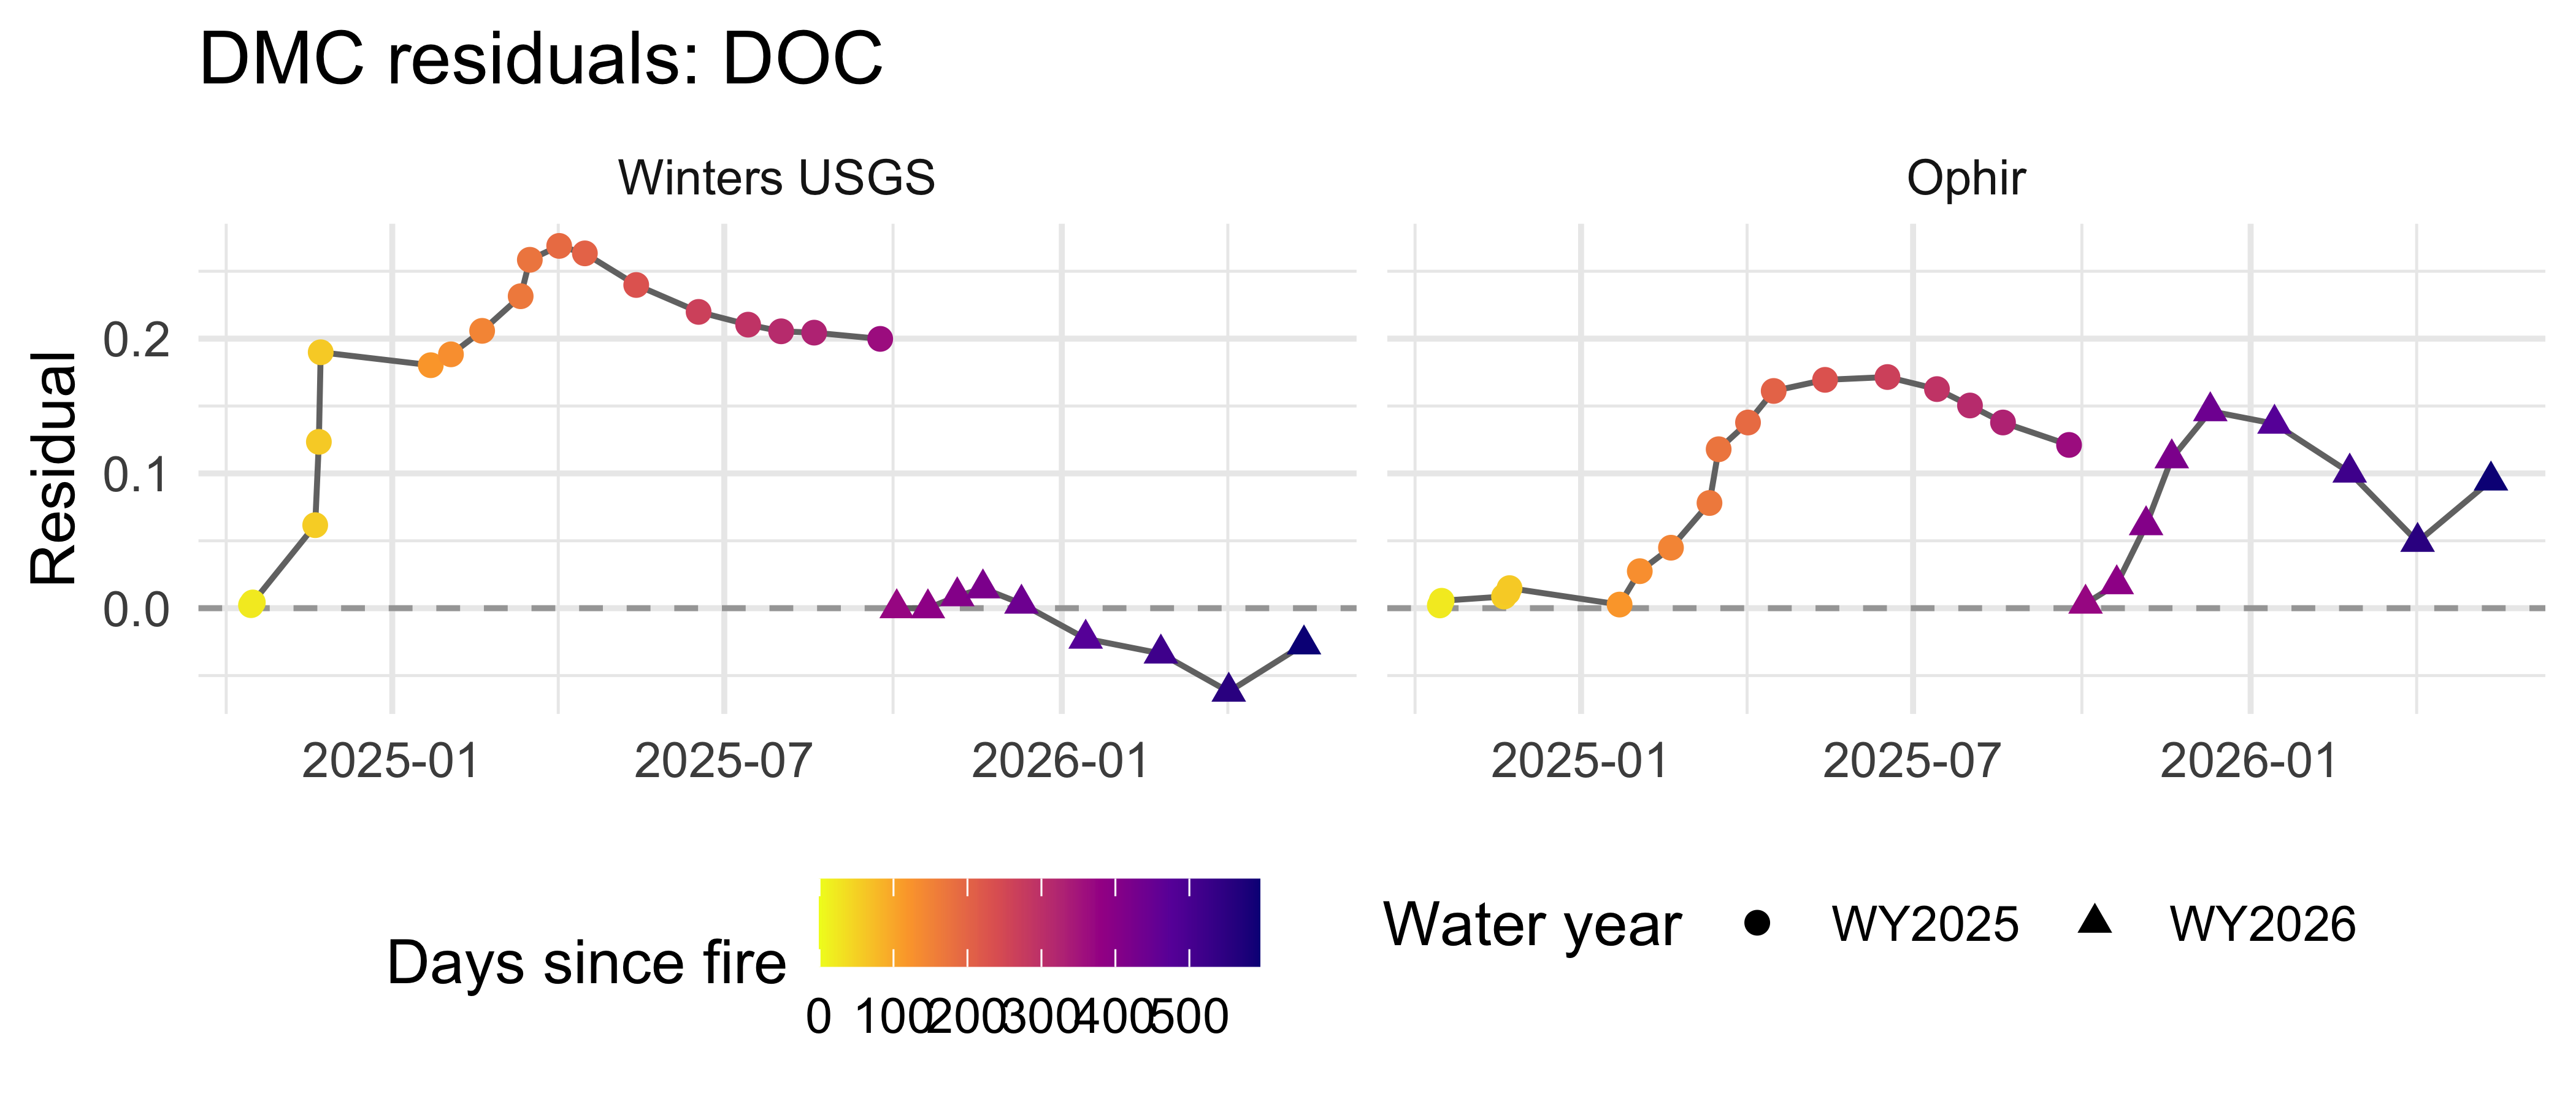 DMC residuals: DOC
Winters USGS
Ophir
Residual
0.2
0.1
0.0
2025-01
2025-07
2026-01
2025-01
2025-07
2026-01
Days since fire
0 100 200 300 400 500
Water year
WY2025
WY2026